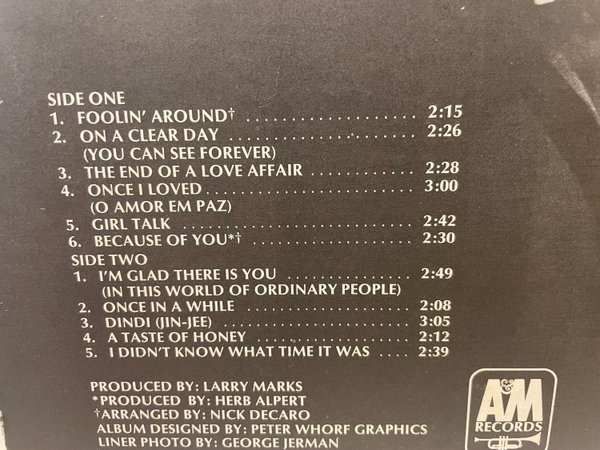 SIDE ONE
1. FOOLIN' AROUND† .................... 2:15
2. ON A CLEAR DAY .................... 2:26
(YOU CAN SEE FOREVER)
3. THE END OF A LOVE AFFAIR ........... 2:28
4. ONCE I LOVED ...................... 3:00
(O AMOR EM PAZ)
5. GIRL TALK ......................... 2:42
6. BECAUSE OF YOU*† .................. 2:30
SIDE TWO
1. I'M GLAD THERE IS YOU ............. 2:49
(IN THIS WORLD OF ORDINARY PEOPLE)
2. ONCE IN A WHILE ................... 2:08
3. DINDI (JIN-JEE) ................... 3:05
4. A TASTE OF HONEY .................. 2:12
5. I DIDN'T KNOW WHAT TIME IT WAS .... 2:39
PRODUCED BY: LARRY MARKS
*PRODUCED BY: HERB ALPERT
†ARRANGED BY: NICK DECARO
ALBUM DESIGNED BY: PETER WHORF GRAPHICS
LINER PHOTO BY: GEORGE JERMAN
A&M
RECORDS